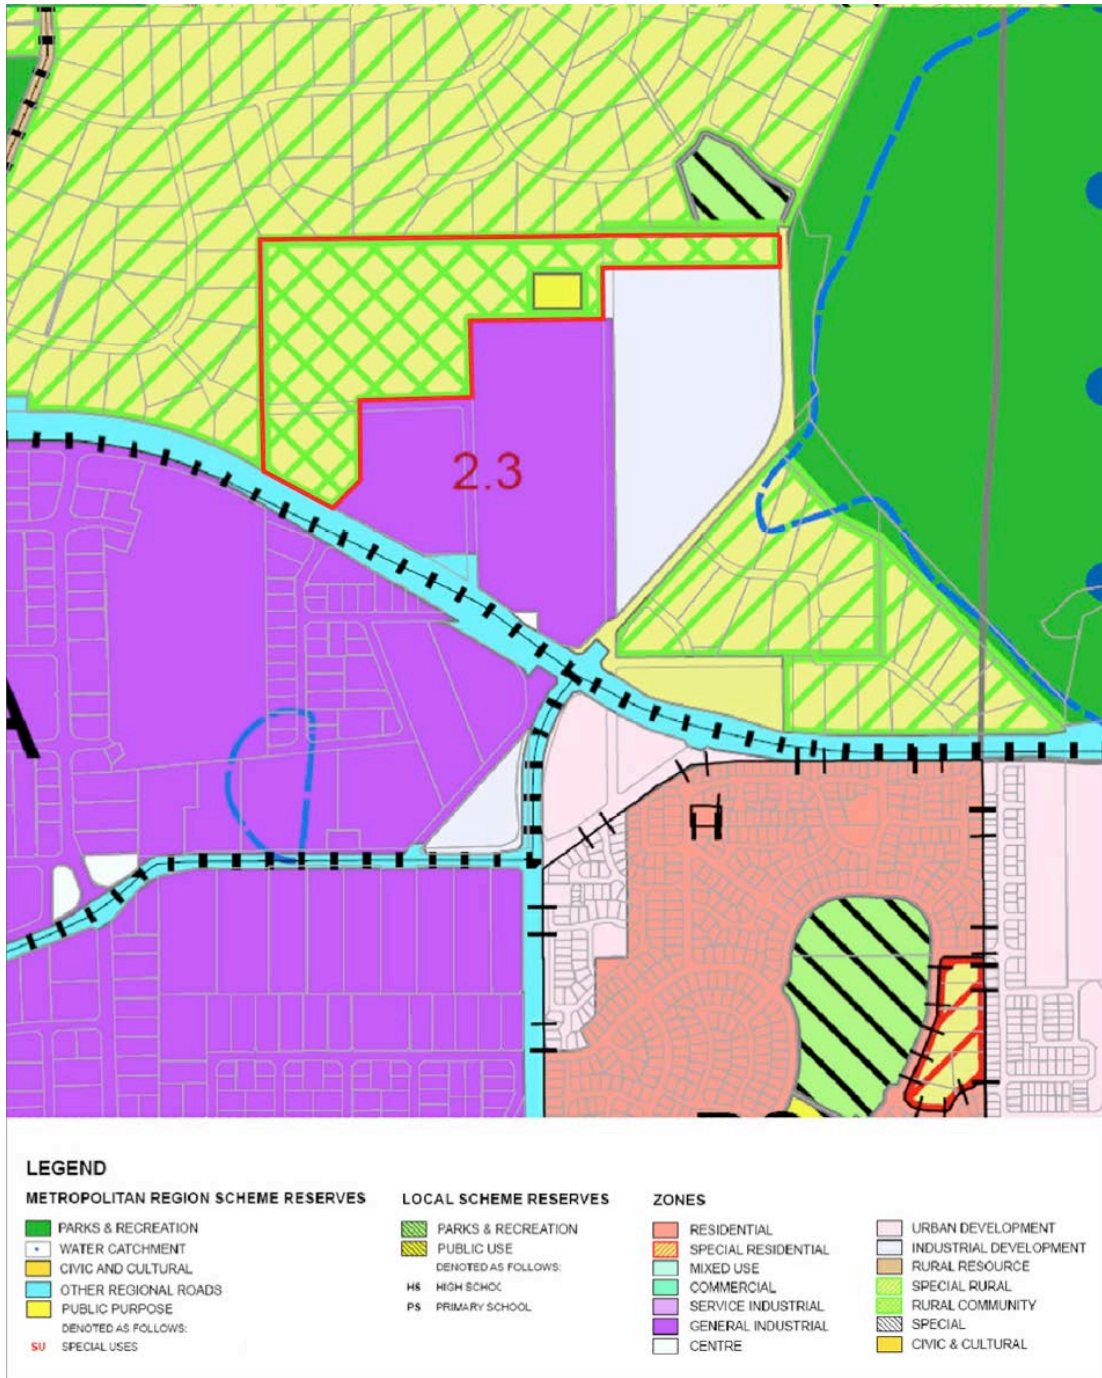 2.3
A
LEGEND
METROPOLITAN REGION SCHEME RESERVES
PARKS & RECREATION
WATER CATCHMENT
CIVIC AND CULTURAL
OTHER REGIONAL ROADS
PUBLIC PURPOSE
DENOTED AS FOLLOWS:
SU SPECIAL USES
LOCAL SCHEME RESERVES
PARKS & RECREATION
PUBLIC USE
DENOTED AS FOLLOWS:
HS HIGH SCHOC
PS PRIMARY SCHOOL
ZONES
RESIDENTIAL
SPECIAL RESIDENTIAL
MIXED USE
COMMERCIAL
SERVICE INDUSTRIAL
GENERAL INDUSTRIAL
CENTRE
URBAN DEVELOPMENT
INDUSTRIAL DEVELOPMENT
RURAL RESOURCE
SPECIAL RURAL
RURAL COMMUNITY
SPECIAL
CIVIC & CULTURAL